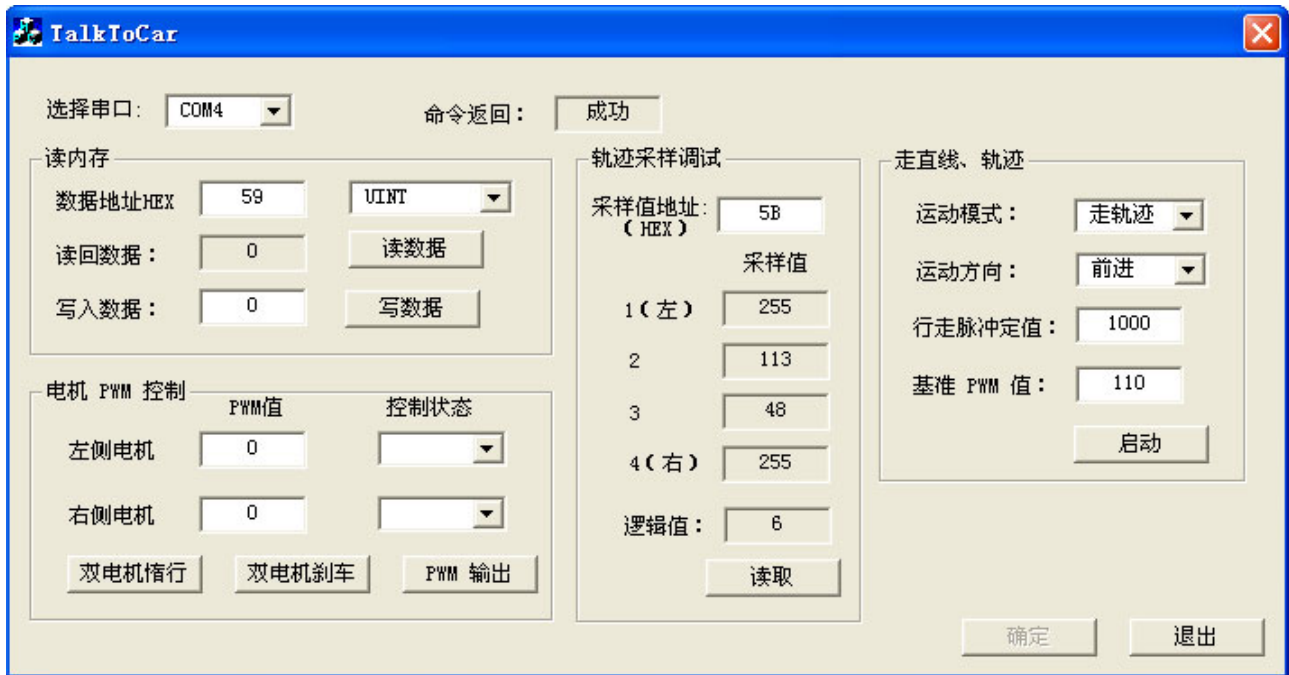 TalkToCar
选择串口: COM4 命令返回： 成功
读内存
数据地址HEX 59 UINT
读回数据： 0 读数据
写入数据： 0 写数据
电机 PWM 控制
PWM值 控制状态
左侧电机 0
右侧电机 0
双电机惰行 双电机刹车 PWM 输出
轨迹采样调试
采样值地址: 5B
(HEX)
采样值
1(左) 255
2 113
3 48
4(右) 255
逻辑值： 6
读取
走直线、轨迹
运动模式： 走轨迹
运动方向： 前进
行走脉冲定值： 1000
基准 PWM 值： 110
启动
确定 退出